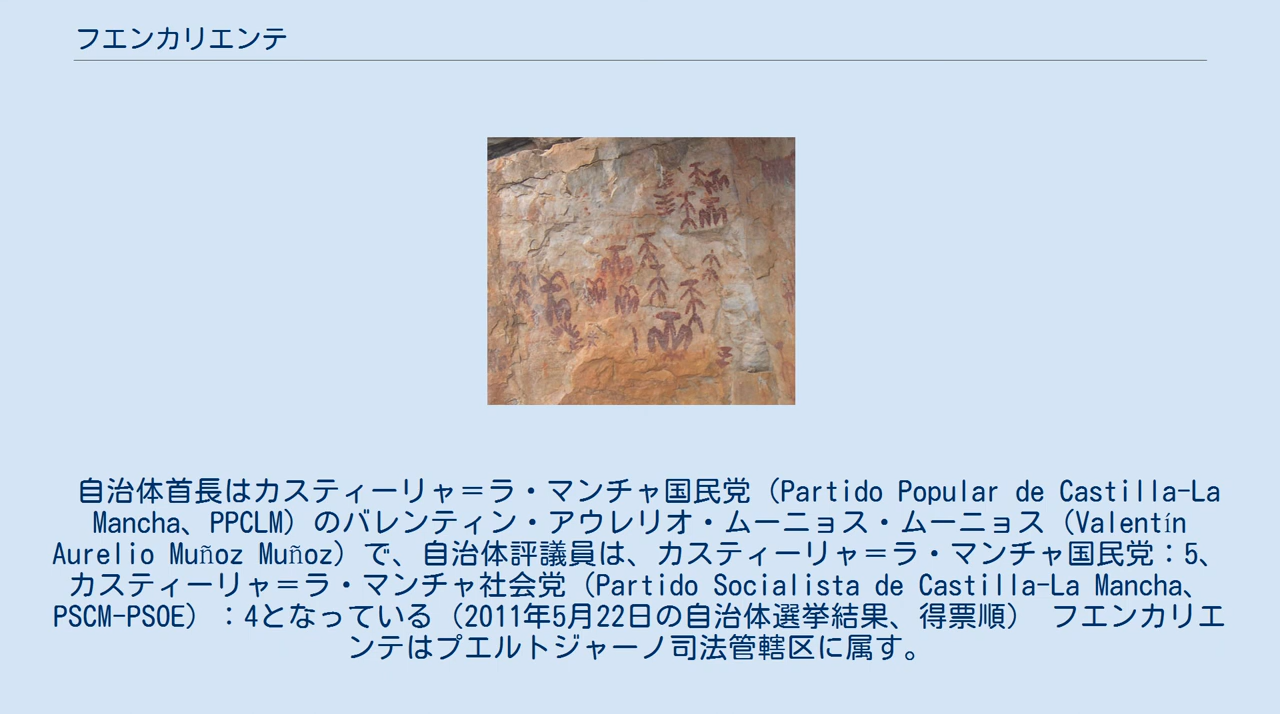 フエンカリエンテ
自治体首長はカスティーリャ＝ラ・マンチャ国民党（Partido Popular de Castilla-La
Mancha、PPCLM）のバレンティン・アウレリオ・ムーニョス・ムーニョス（Valentín
Aurelio Muñoz Muñoz）で、自治体評議員は、カスティーリャ＝ラ・マンチャ国民党：5、
カスティーリャ＝ラ・マンチャ社会党（Partido Socialista de Castilla-La Mancha、
PSCM-PSOE）：4となっている（2011年5月22日の自治体選挙結果、得票順） フエンカリエ
ンテはプエルトジャーノ司法管轄区に属す。